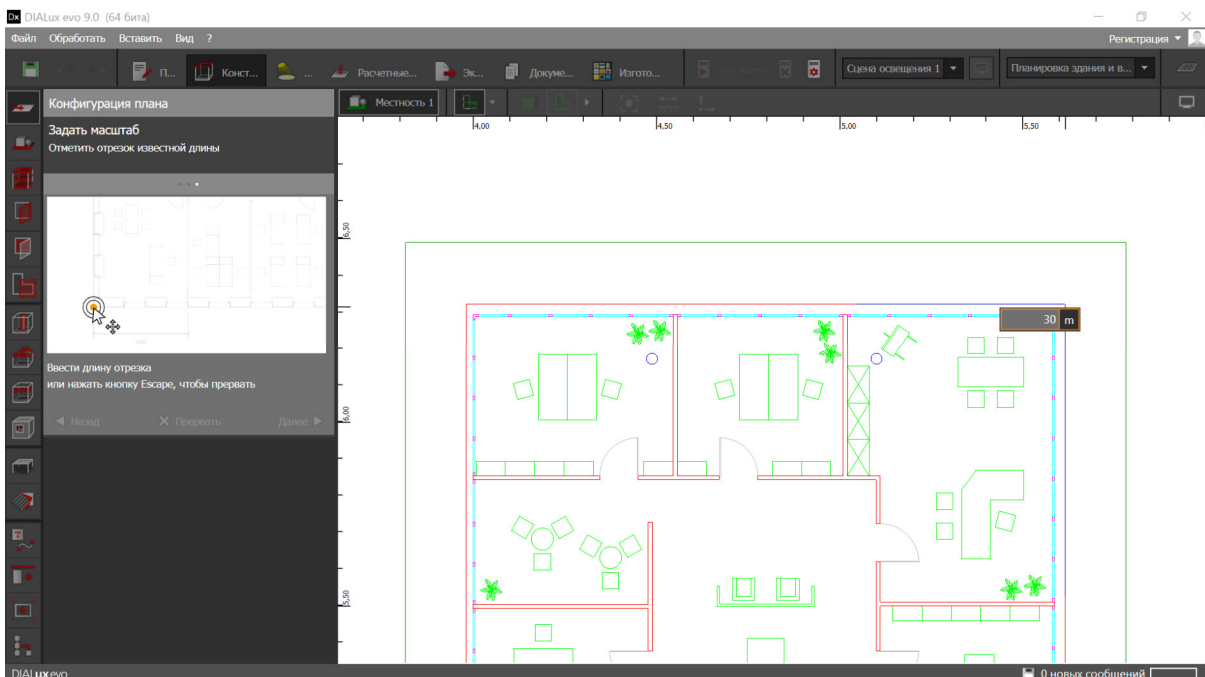 Dx DIALux evo 9.0 (64 бита)
Файл Обработать Вставить Вид ?
Регистрация
П... Конст... ... Расчетные... Эк... Докуме... Изгото...
Сцена освещения 1
Планировка здания и в...
Конфигурация плана
Местность 1
Задать масштаб
Отметить отрезок известной длины
4,00 4,50 5,00 5,50
6,50
30 m
Ввести длину отрезка
или нажать кнопку Escape, чтобы прервать
Назад Прервать Далее
6,00
5,50
DIALux evo
0 новых сообщений